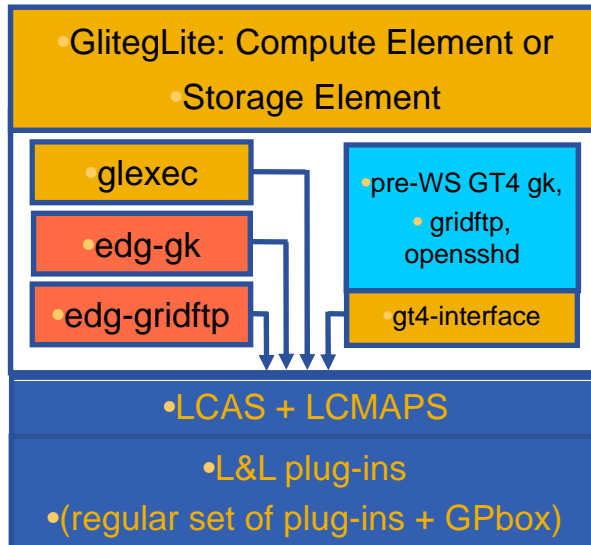 •GlitegLite: Compute Element or
•Storage Element
•glexec
•edg-gk
•edg-gridftp
•pre-WS GT4 gk,
•gridftp,
opensshd
•gt4-interface
•LCAS + LCMAPS
•L&L plug-ins
•(regular set of plug-ins + GPbox)